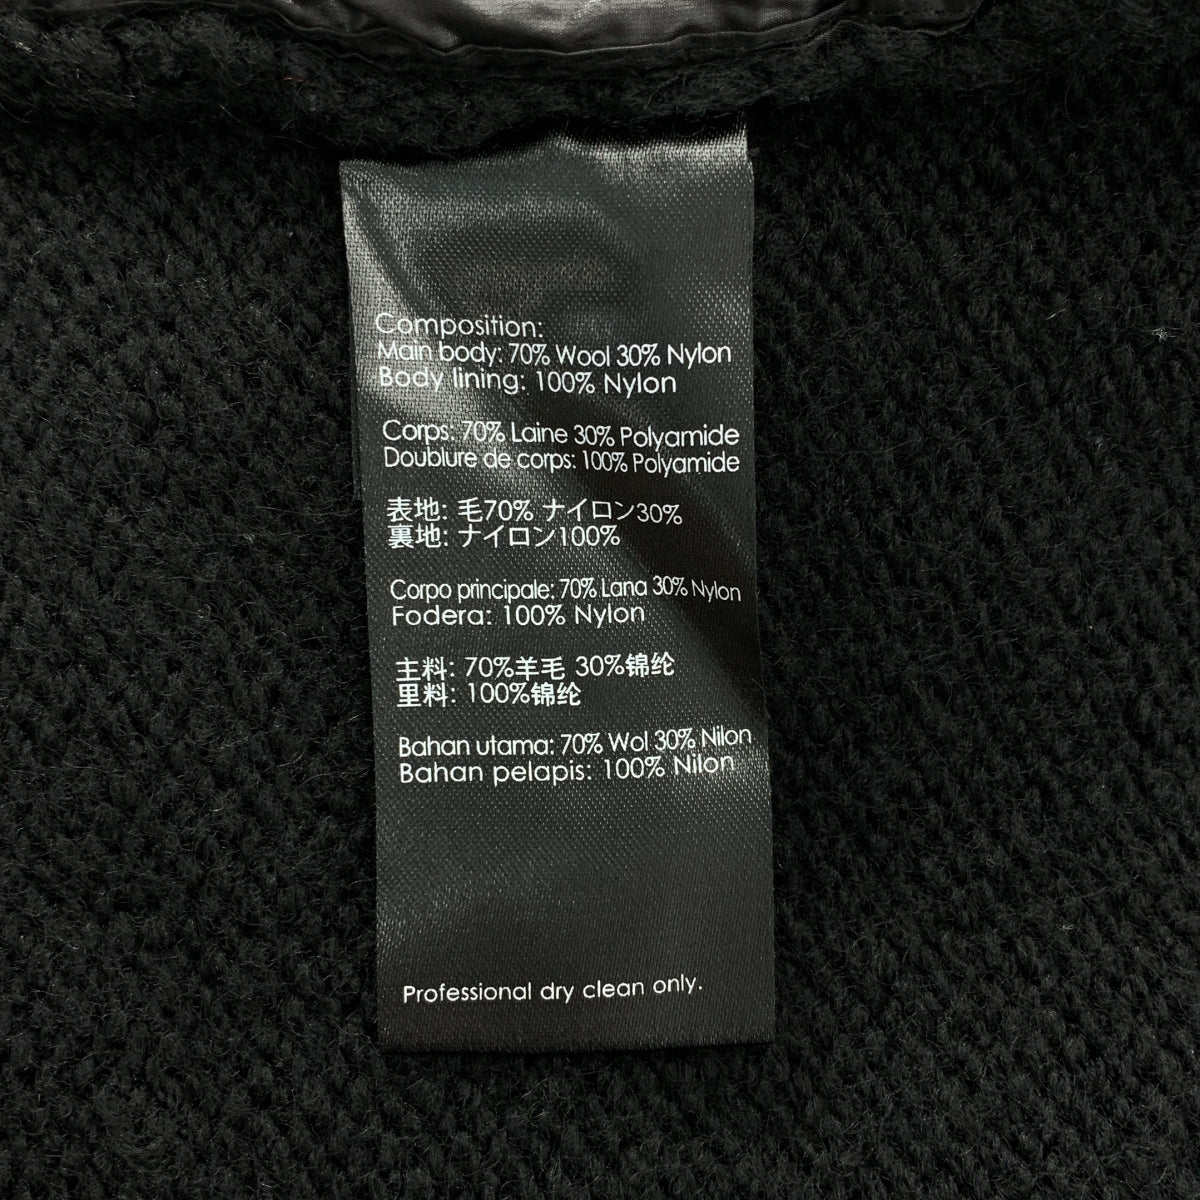 Composition:
Main body: 70% Wool 30% Nylon
Body lining: 100% Nylon
Corps: 70% Laine 30% Polyamide
Doublure de corps: 100% Polyamide
表地: 毛70% ナイロン30%
裏地: ナイロン100%
Corpo principale: 70% Lana 30% Nylon
Fodera: 100% Nylon
主料: 70%羊毛 30%锦纶
里料: 100%锦纶
Bahan utama: 70% Wol 30% Nilon
Bahan pelapis: 100% Nilon
Professional dry clean only.